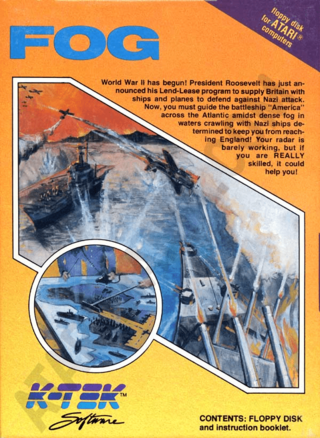 floppy disk
for ATARI®
computers
FOG
World War II has begun! President Roosevelt has just an-
nounced his Lend-Lease program to supply Britain with
ships and planes to defend against Nazi attack.
Now, you must guide the battleship "America"
across the Atlantic amidst dense fog in
waters crawling with Nazi ships de-
termined to keep you from reach-
ing England! Your radar is
barely working, but if
you are REALLY
skilled, it could
help you!
K-TEK™
Software
CONTENTS: FLOPPY DISK
and instruction booklet.